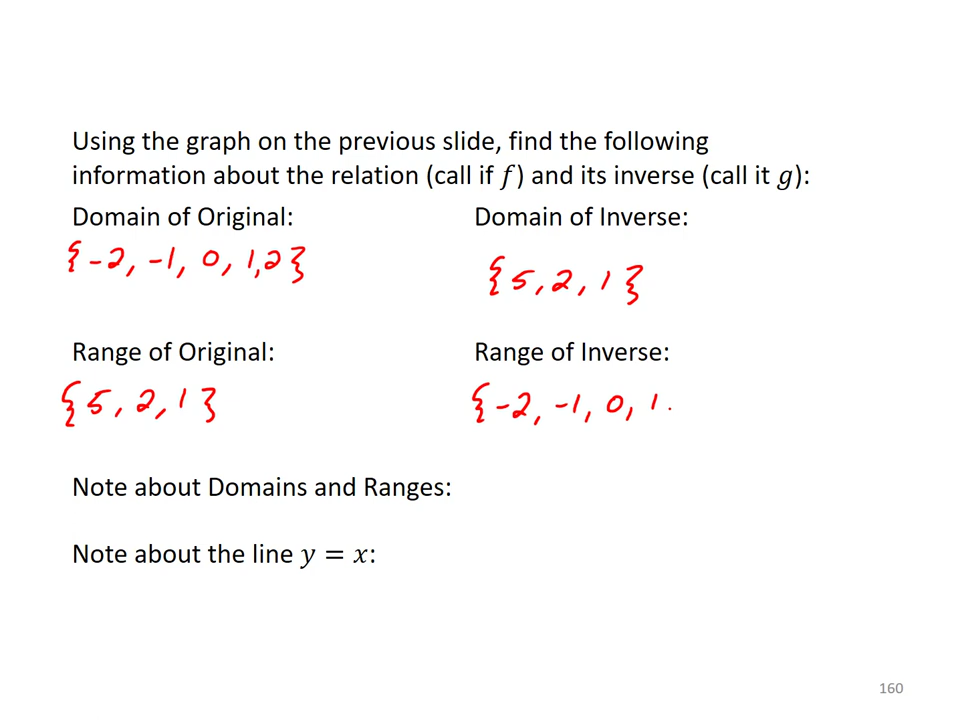 Using the graph on the previous slide, find the following
information about the relation (call if f) and its inverse (call it g):
Domain of Original:
Domain of Inverse:
{-2, -1, 0, 1,2}
{5, 2, 1}
Range of Original:
Range of Inverse:
{5, 2, 1}
{-2, -1, 0, 1.
Note about Domains and Ranges:
Note about the line y = x:
160